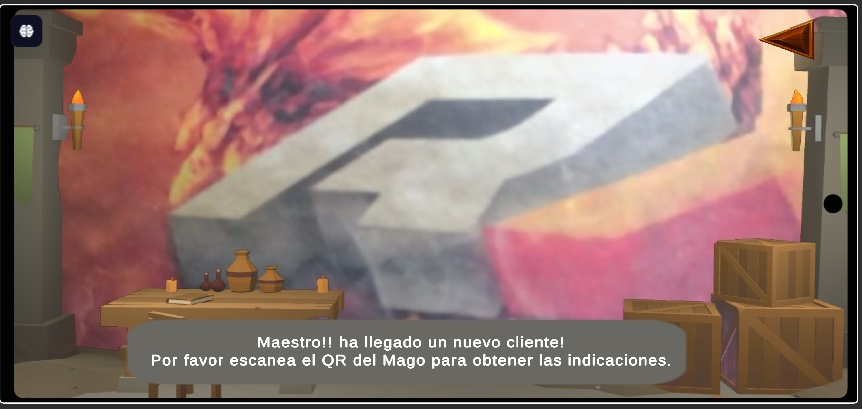 Maestro!! ha llegado un nuevo cliente!
Por favor escanea el QR del Mago para obtener las indicaciones.